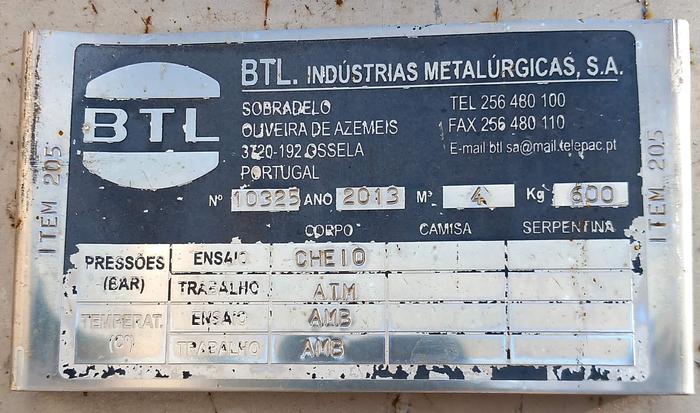 BTL
BTL. INDÚSTRIAS METALÚRGICAS, S.A.
SOBRADELO
OLIVEIRA DE AZEMEIS
3720-192 OSSELA
PORTUGAL
TEL 256 480 100
FAX 256 480 110
E-mail btl sa@mail.telepac.pt
Nº 10325 ANO 2013 M³ 4 Kg 600
CORPO CAMISA SERPENTINA
PRESSÕES (BAR) ENSAIO CHEIO
TRABALHO ATM
TEMPERAT. (ºC) ENSAIO AMB
TRABALHO AMB
ITEM 205
ITEM 205